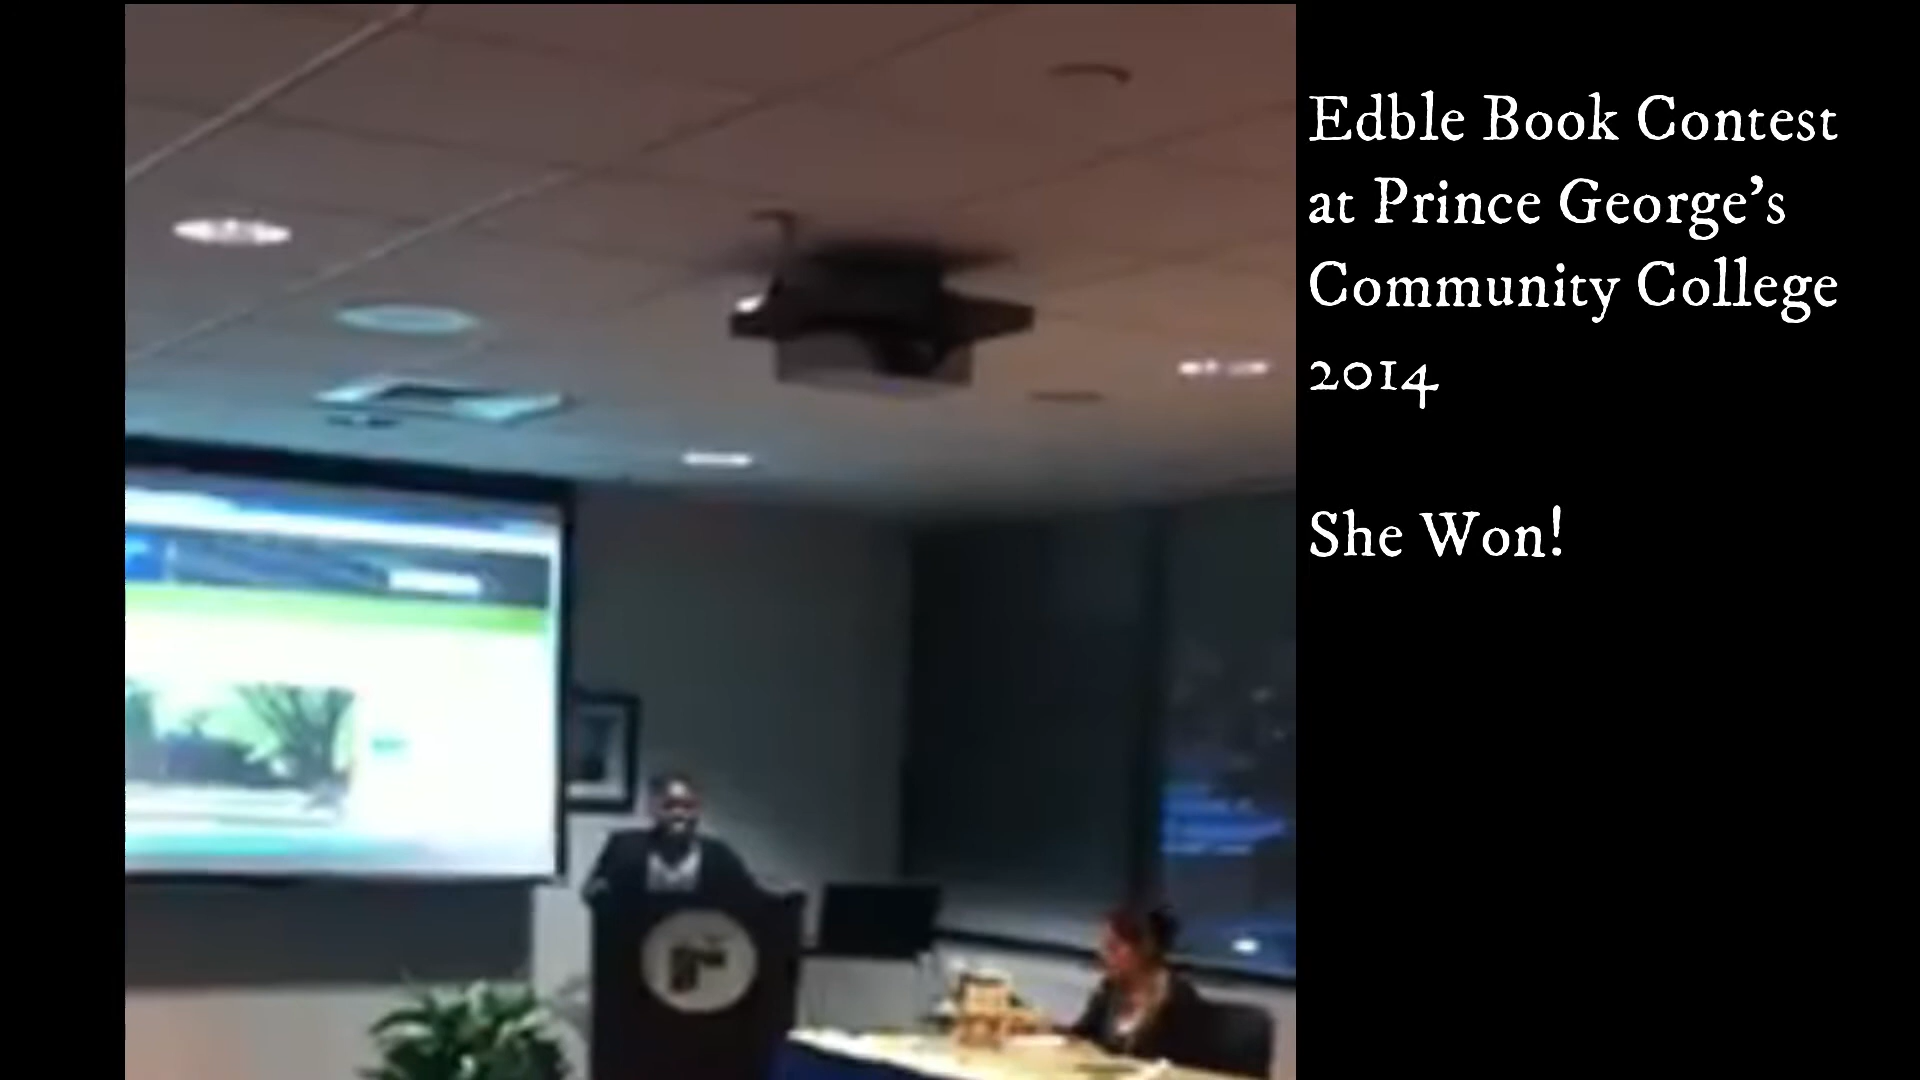 Edble Book Contest
at Prince George's
Community College
2014
She Won!